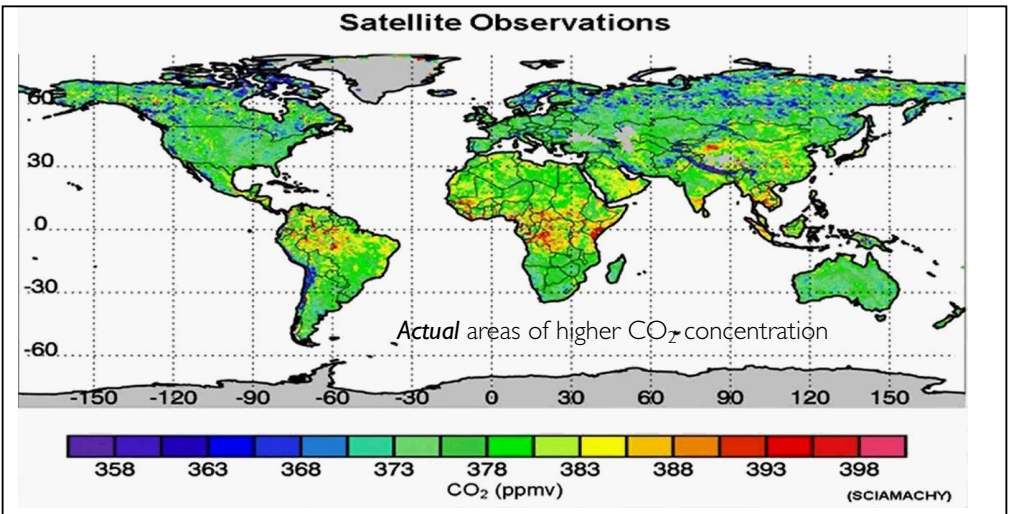 Satellite Observations
60
30
0
-30
Actual areas of higher CO₂ concentration
-60
-150 -120 -90 -60 -30 0 30 60 90 120 150
358 363 368 373 378 383 388 393 398
CO₂ (ppmv)
(SCIAMACHY)